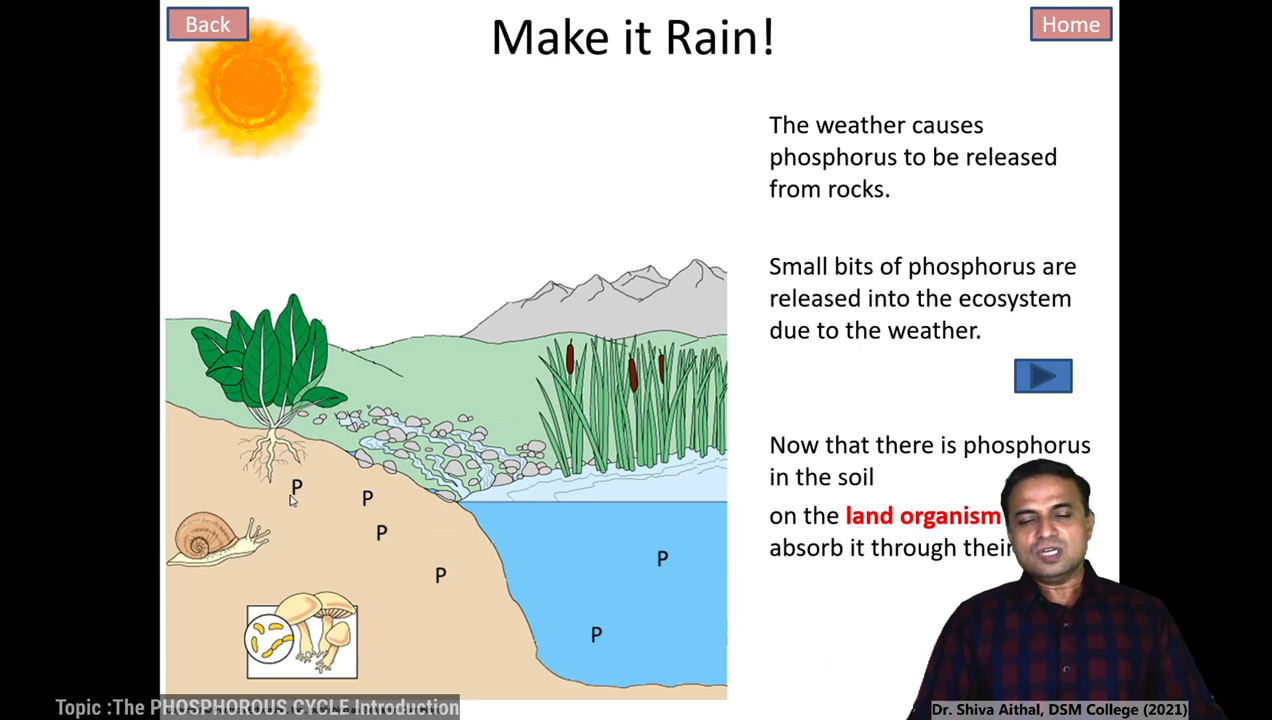 Back
Make it Rain!
Home
The weather causes
phosphorus to be released
from rocks.
Small bits of phosphorus are
released into the ecosystem
due to the weather.
Now that there is phosphorus
in the soil
on the land organism
absorb it through
P
P
P
P
P
P
Topic :The PHOSPHOROUS CYCLE Introduction
Dr. Shiva Aithal, DSM College (2021)